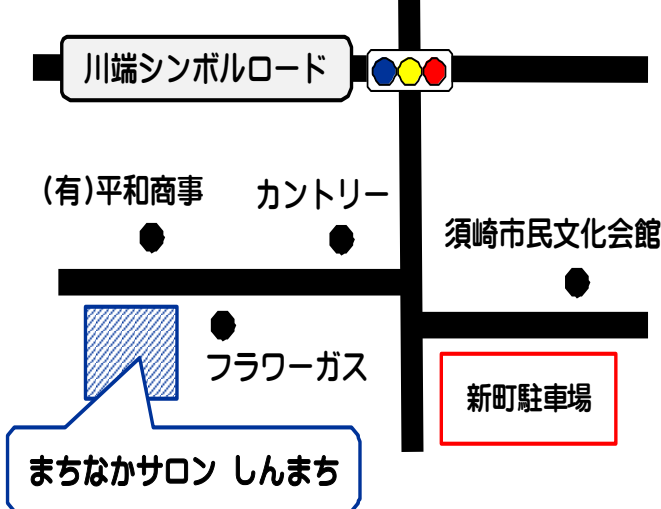 川端シンボルロード
(有)平和商事
カントリー
須崎市民文化会館
フラワーガス
新町駐車場
まちなかサロン しんまち